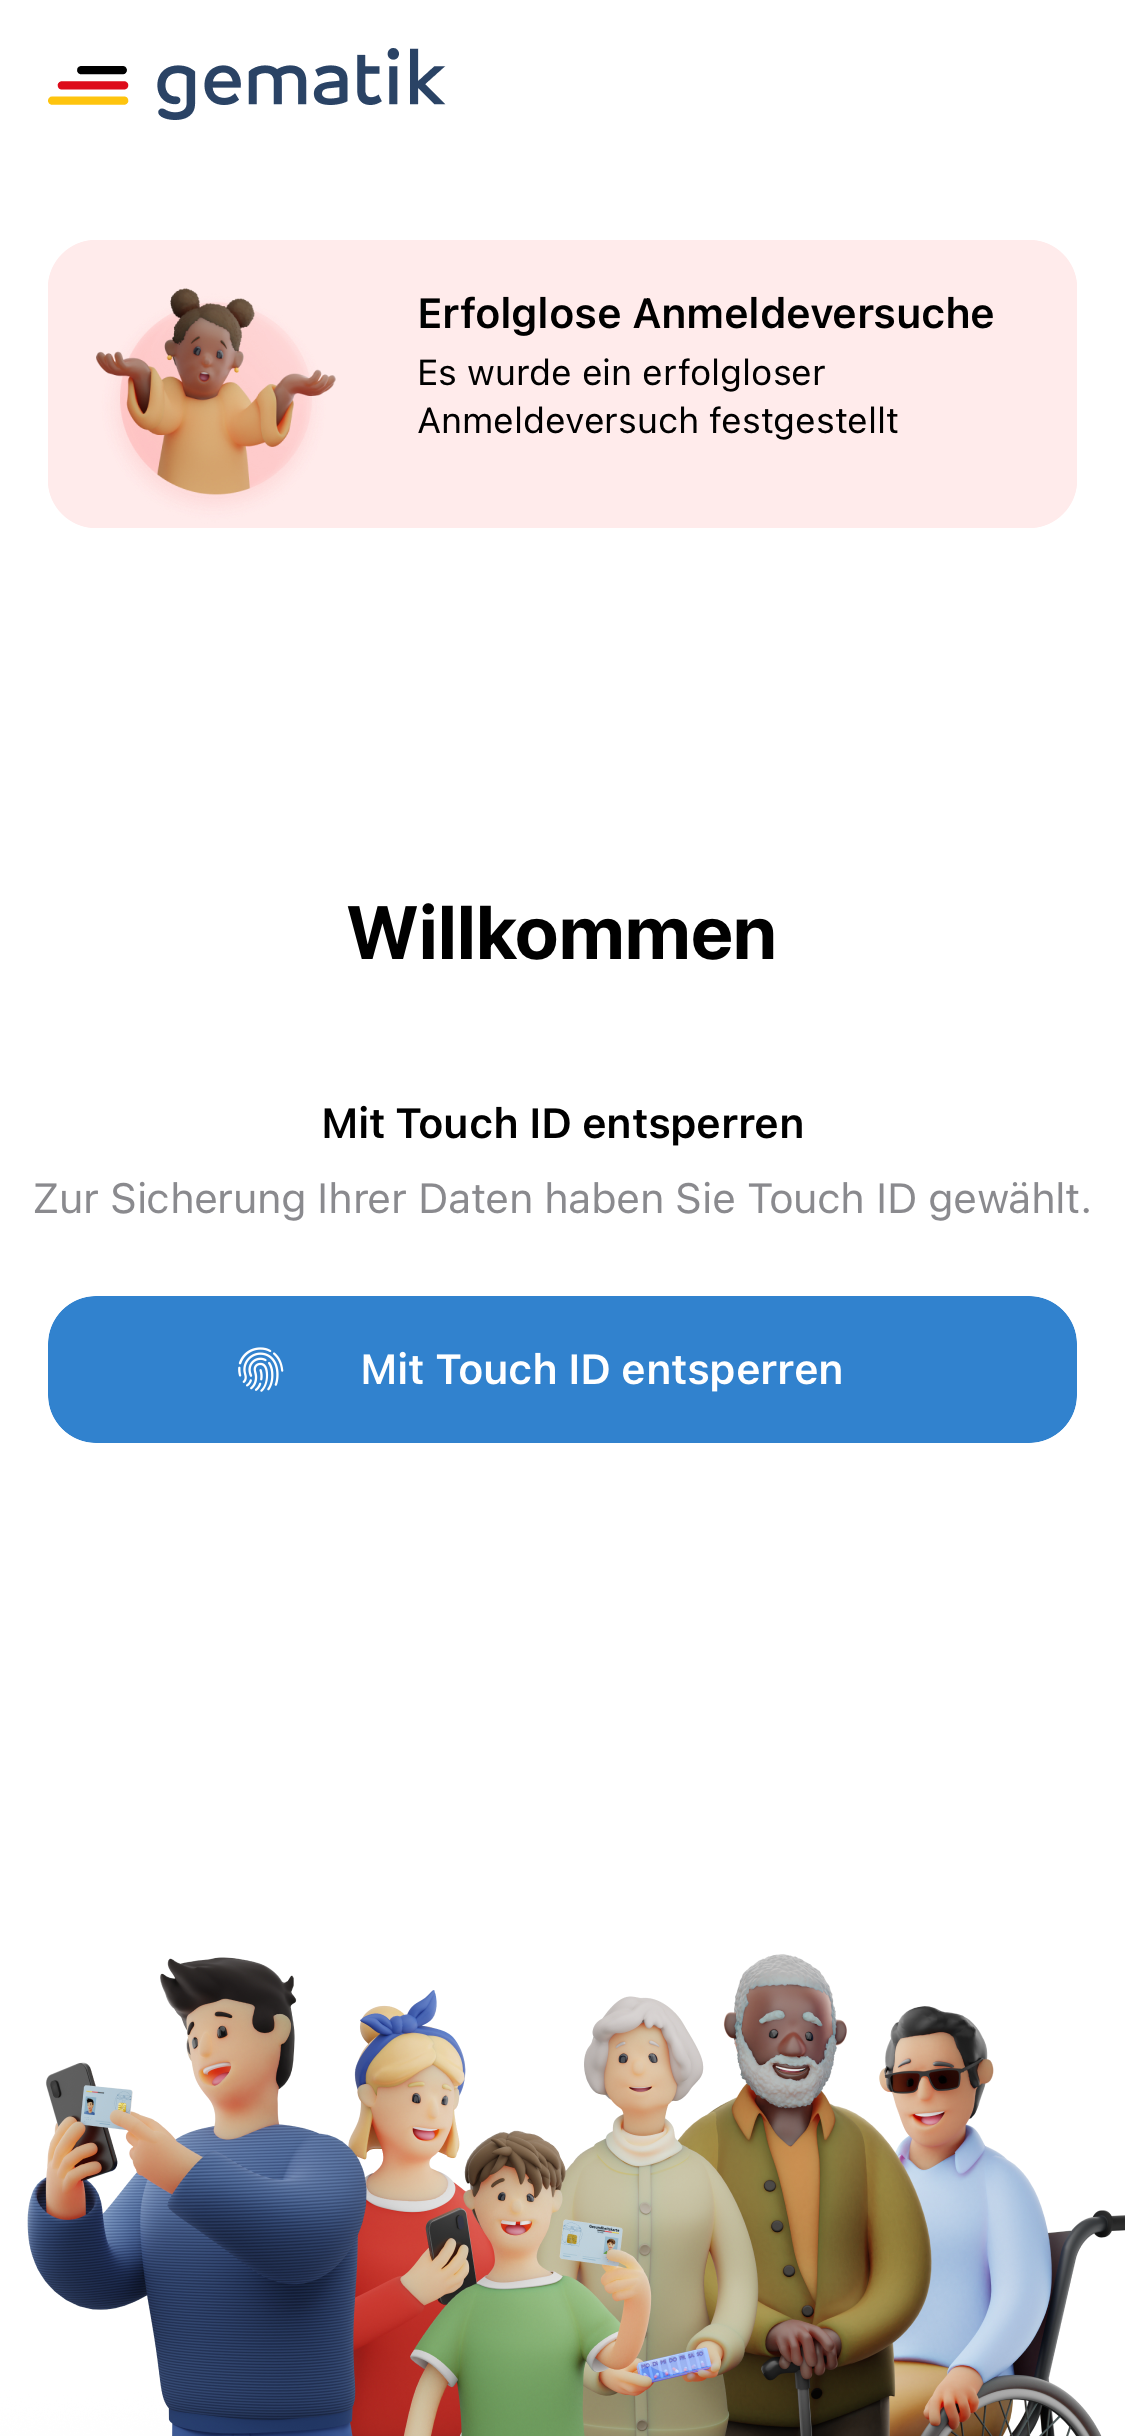 gematik
Erfolglose Anmeldeversuche
Es wurde ein erfolgloser
Anmeldeversuch festgestellt
Willkommen
Mit Touch ID entsperren
Zur Sicherung Ihrer Daten haben Sie Touch ID gewählt.
Mit Touch ID entsperren